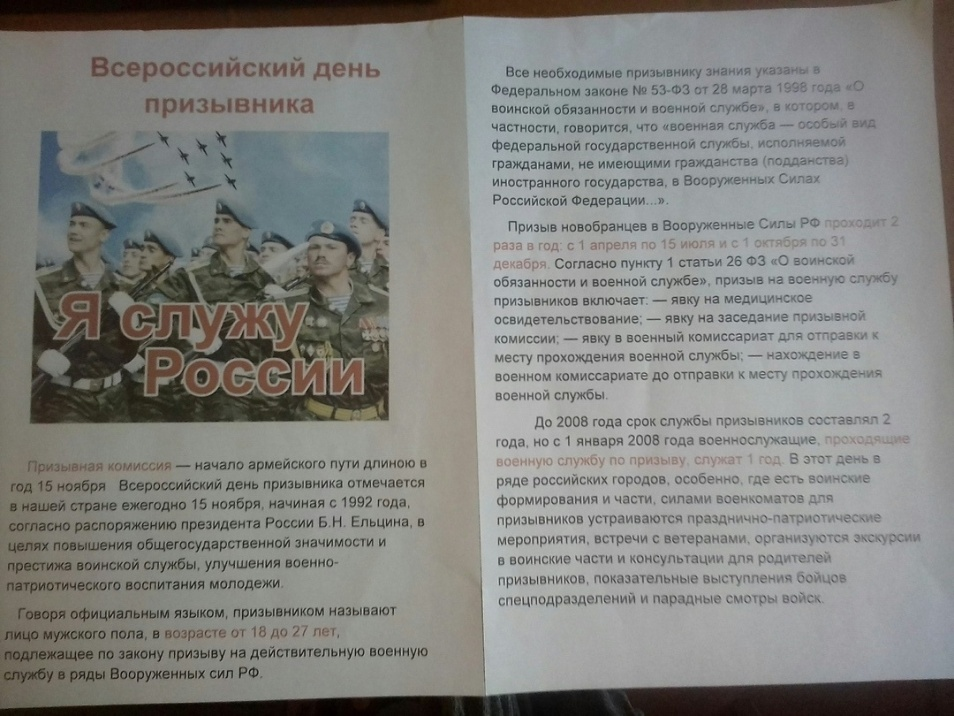 Всероссийский день
призывника
Я служу
России
Призывная комиссия — начало армейского пути длиною в
год 15 ноября Всероссийский день призывника отмечается
в нашей стране ежегодно 15 ноября, начиная с 1992 года,
согласно распоряжению президента России Б.Н. Ельцина, в
целях повышения общегосударственной значимости и
престижа воинской службы, улучшения военно-
патриотического воспитания молодежи.
Говоря официальным языком, призывником называют
лицо мужского пола, в возрасте от 18 до 27 лет,
подлежащее по закону призыву на действительную военную
службу в ряды Вооруженных сил РФ.
Все необходимые призывнику знания указаны в
Федеральном законе № 53-ФЗ от 28 марта 1998 года «О
воинской обязанности и военной службе», в котором, в
частности, говорится, что «военная служба — особый вид
федеральной государственной службы, исполняемой
гражданами, не имеющими гражданства (подданства)
иностранного государства, в Вооруженных Силах
Российской Федерации...».
Призыв новобранцев в Вооруженные Силы РФ проходит 2
раза в год: с 1 апреля по 15 июля и с 1 октября по 31
декабря. Согласно пункту 1 статьи 26 ФЗ «О воинской
обязанности и военной службе», призыв на военную службу
призывников включает: — явку на медицинское
освидетельствование; — явку на заседание призывной
комиссии; — явку в военный комиссариат для отправки к
месту прохождения военной службы; — нахождение в
военном комиссариате до отправки к месту прохождения
военной службы.
До 2008 года срок службы призывников составлял 2
года, но с 1 января 2008 года военнослужащие, проходящие
военную службу по призыву, служат 1 год. В этот день в
ряде российских городов, особенно, где есть воинские
формирования и части, силами военкоматов для
призывников устраиваются празднично-патриотические
мероприятия, встречи с ветеранами, организуются экскурсии
в воинские части и консультации для родителей
призывников, показательные выступления бойцов
спецподразделений и парадные смотры войск.